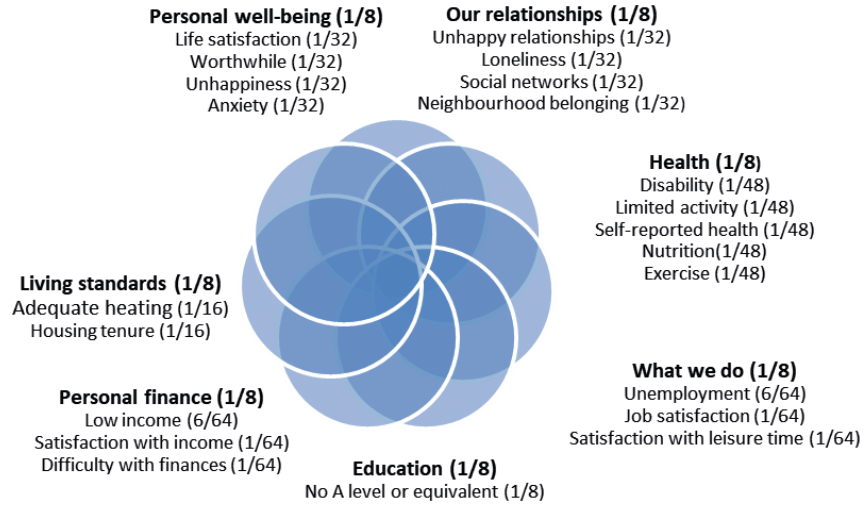 Personal well-being (1/8)
Life satisfaction (1/32)
Worthwhile (1/32)
Unhappiness (1/32)
Anxiety (1/32)
Our relationships (1/8)
Unhappy relationships (1/32)
Loneliness (1/32)
Social networks (1/32)
Neighbourhood belonging (1/32)
Health (1/8)
Disability (1/48)
Limited activity (1/48)
Self-reported health (1/48)
Nutrition(1/48)
Exercise (1/48)
What we do (1/8)
Unemployment (6/64)
Job satisfaction (1/64)
Satisfaction with leisure time (1/64)
Education (1/8)
No A level or equivalent (1/8)
Personal finance (1/8)
Low income (6/64)
Satisfaction with income (1/64)
Difficulty with finances (1/64)
Living standards (1/8)
Adequate heating (1/16)
Housing tenure (1/16)